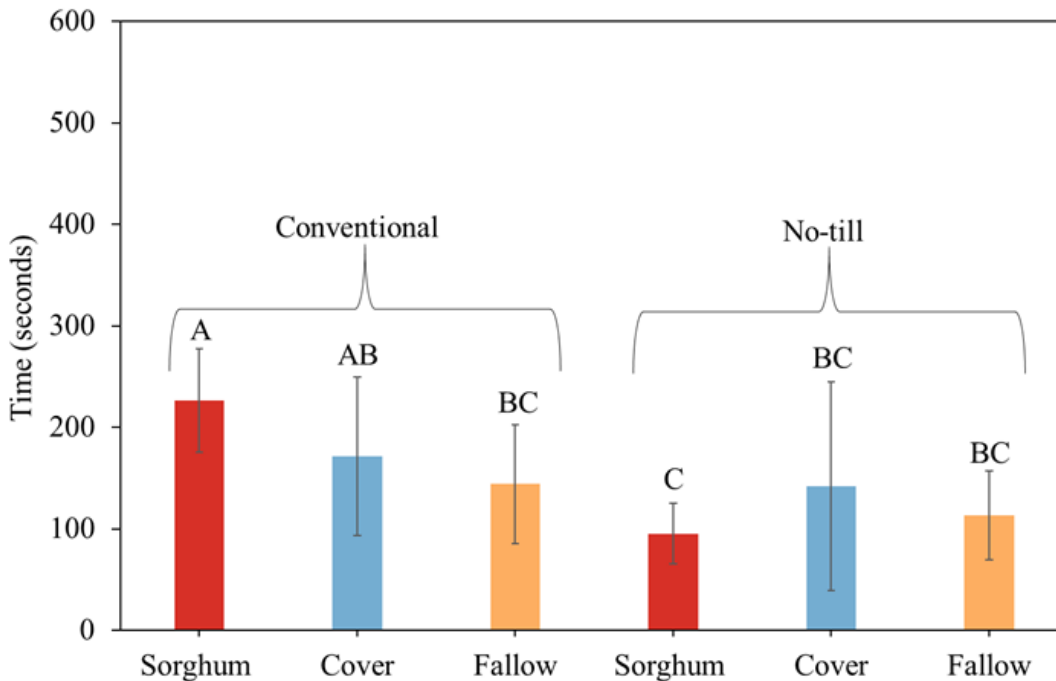 600
500
400
300
200
100
0
Time (seconds)
Conventional
No-till
A
AB
BC
C
BC
BC
Sorghum Cover Fallow Sorghum Cover Fallow